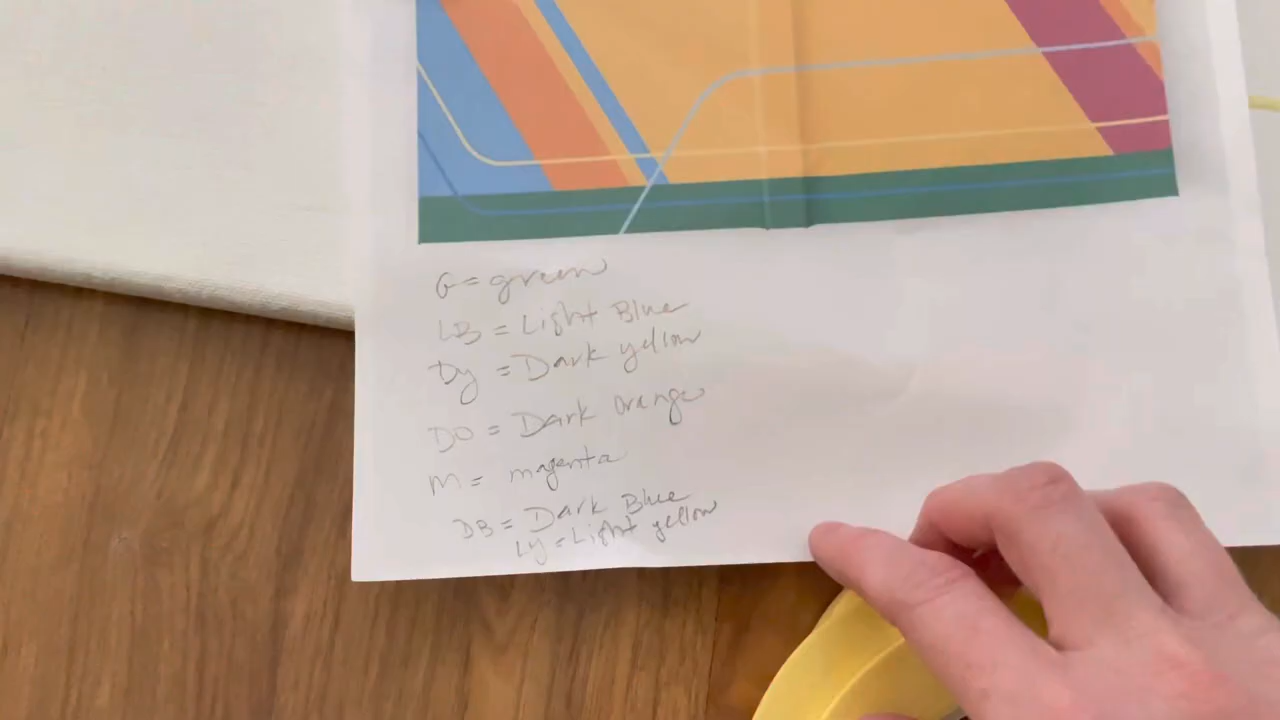 G = green
LB = Light Blue
Dy = Dark yellow
DO = Dark Orange
M = magenta
DB = Dark Blue
LY = Light yellow